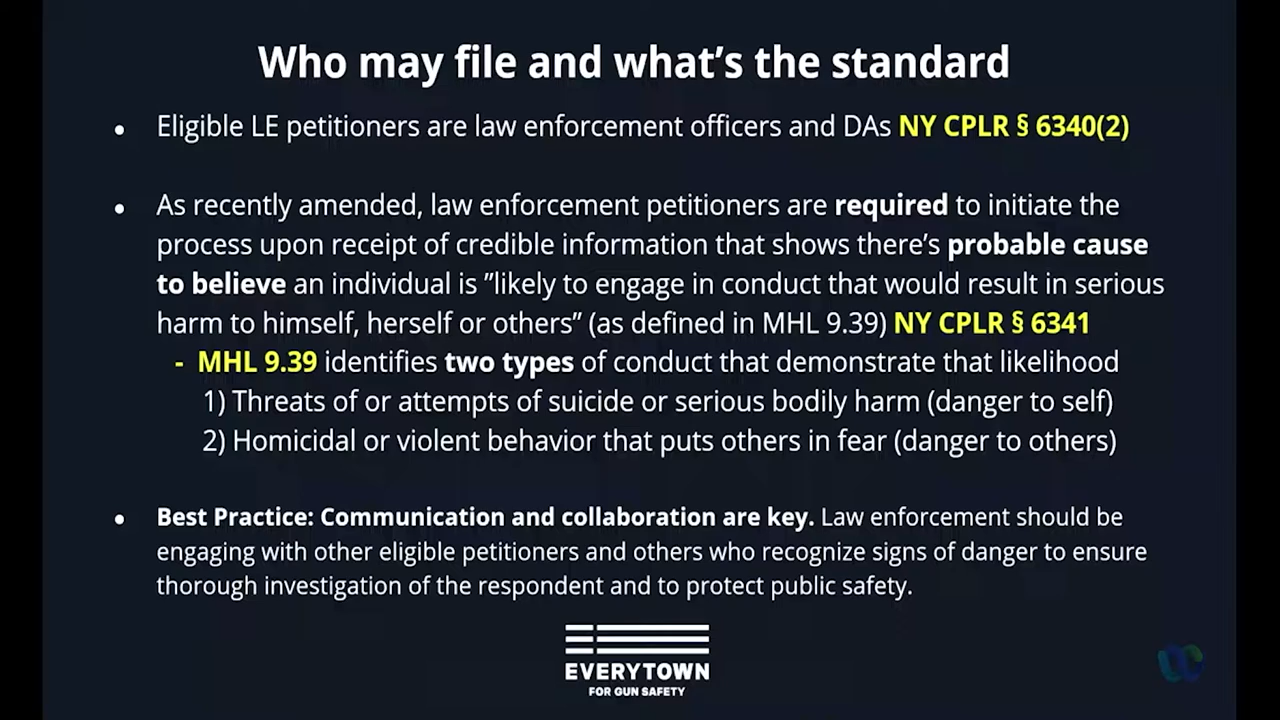 Who may file and what’s the standard
• Eligible LE petitioners are law enforcement officers and DAs NY CPLR § 6340(2)
• As recently amended, law enforcement petitioners are required to initiate the
process upon receipt of credible information that shows there’s probable cause
to believe an individual is ”likely to engage in conduct that would result in serious
harm to himself, herself or others” (as defined in MHL 9.39) NY CPLR § 6341
- MHL 9.39 identifies two types of conduct that demonstrate that likelihood
1) Threats of or attempts of suicide or serious bodily harm (danger to self)
2) Homicidal or violent behavior that puts others in fear (danger to others)
• Best Practice: Communication and collaboration are key. Law enforcement should be
engaging with other eligible petitioners and others who recognize signs of danger to ensure
thorough investigation of the respondent and to protect public safety.
EVERYTOWN
FOR GUN SAFETY